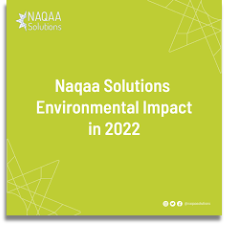 NAQAA
Solutions
Naqaa Solutions
Environmental Impact
in 2022